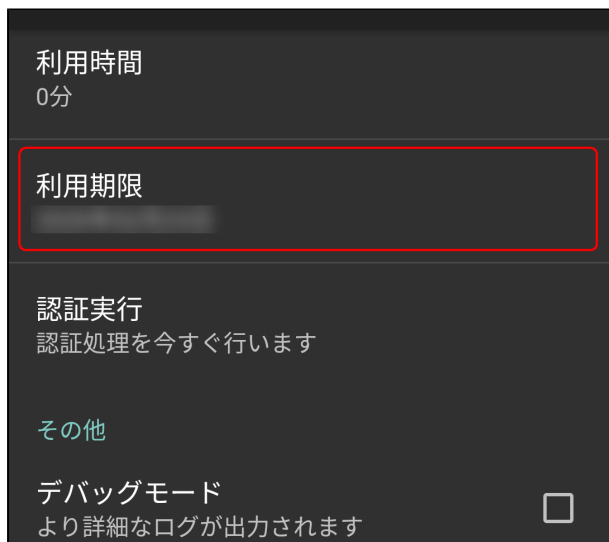 利用時間
0分
利用期限
認証実行
認証処理を今すぐ行います
その他
デバッグモード
より詳細なログが出力されます